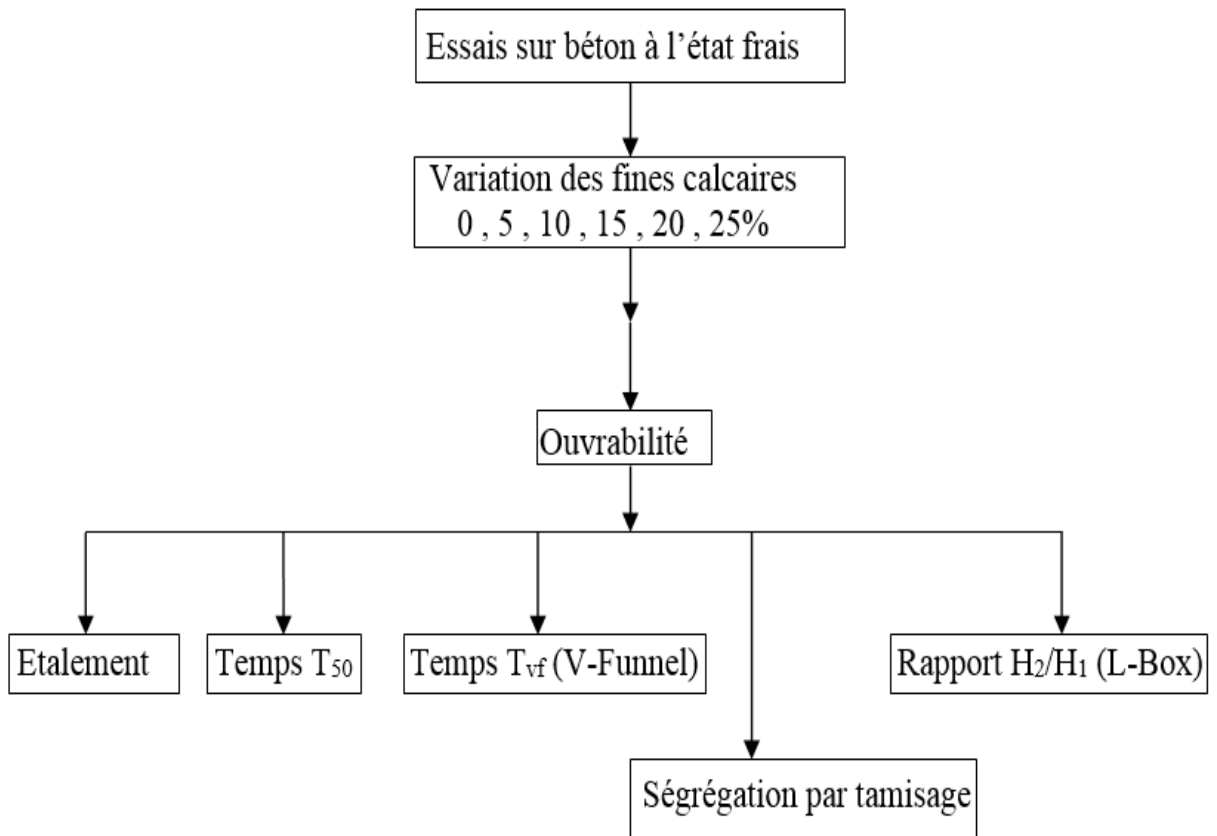 Essais sur béton à l’état frais
Variation des fines calcaires
0 , 5 , 10 , 15 , 20 , 25%
Ouvrabilité
Etalement
Temps T₅₀
Temps Tvf (V-Funnel)
Rapport H₂/H₁ (L-Box)
Ségrégation par tamisage